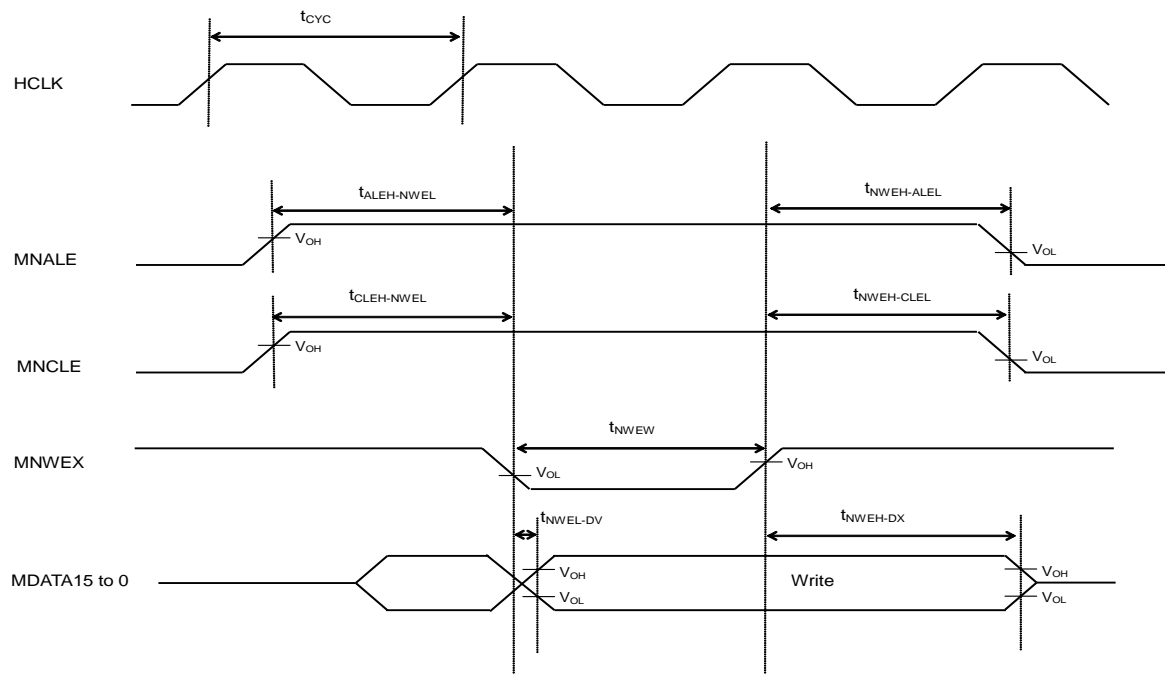 tCYC
HCLK
tALEH-NWEL
tNWEH-ALEL
VOH
VOL
MNALE
tCLEH-NWEL
tNWEH-CLEL
VOH
VOL
MNCLE
tNWEW
MNWEX
VOL
VOH
tNWEL-DV
tNWEH-DX
MDATA15 to 0
VOH
Write
VOH
VOL
VOL